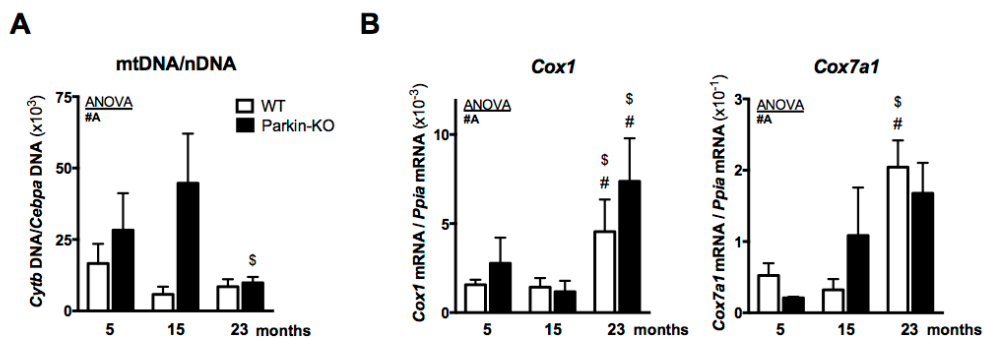 A
mtDNA/nDNA
Cytb DNA/Cebpa DNA (x10³)
75
50
25
0
ANOVA
#A
WT
Parkin-KO
$
5 15 23 months
B
Cox1
Cox1 mRNA / Ppia mRNA (x10⁻³)
10
5
0
ANOVA
#A
$
#
$
#
5 15 23 months
Cox7a1
Cox7a1 mRNA / Ppia mRNA (x10⁻¹)
3
2
1
0
ANOVA
#A
$
#
5 15 23 months